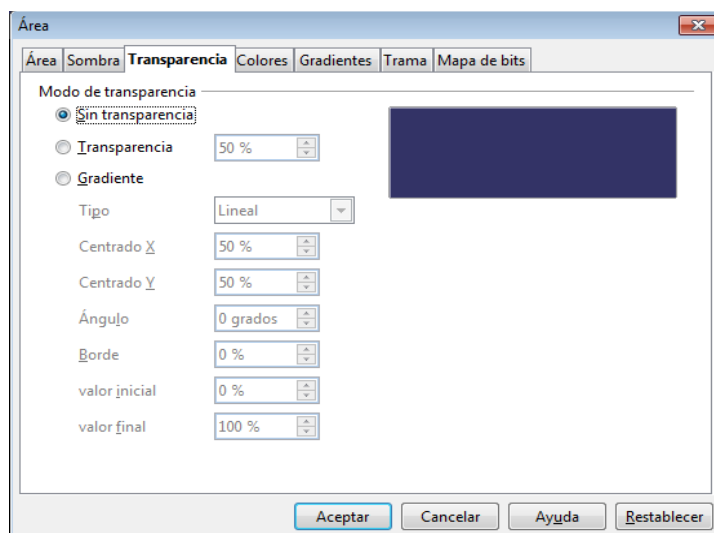 Área
Área Sombra Transparencia Colores Gradientes Trama Mapa de bits
Modo de transparencia
Sin transparencia
Transparencia 50 %
Gradiente
Tipo Lineal
Centrado X 50 %
Centrado Y 50 %
Ángulo 0 grados
Borde 0 %
valor inicial 0 %
valor final 100 %
Aceptar Cancelar Ayuda Restablecer